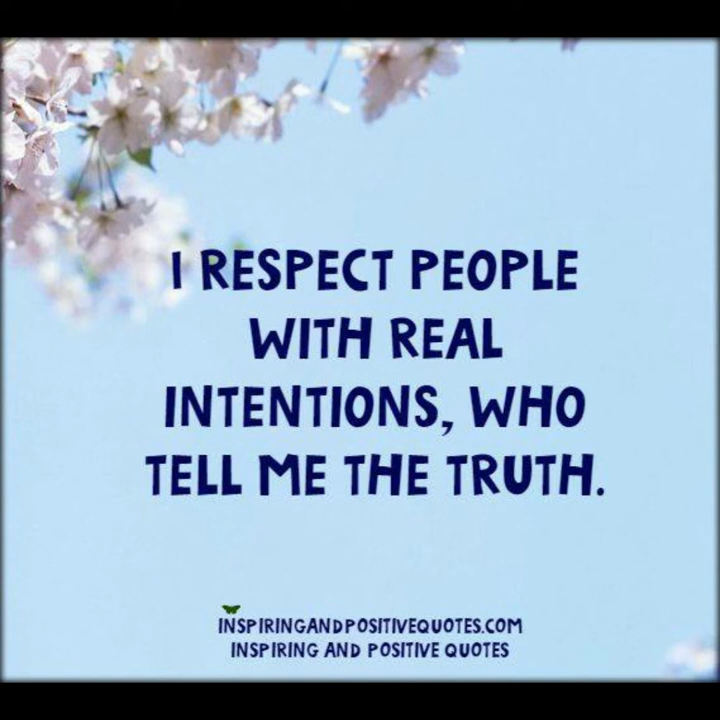 I RESPECT PEOPLE
WITH REAL
INTENTIONS, WHO
TELL ME THE TRUTH.
INSPIRINGANDPOSITIVEQUOTES.COM
INSPIRING AND POSITIVE QUOTES